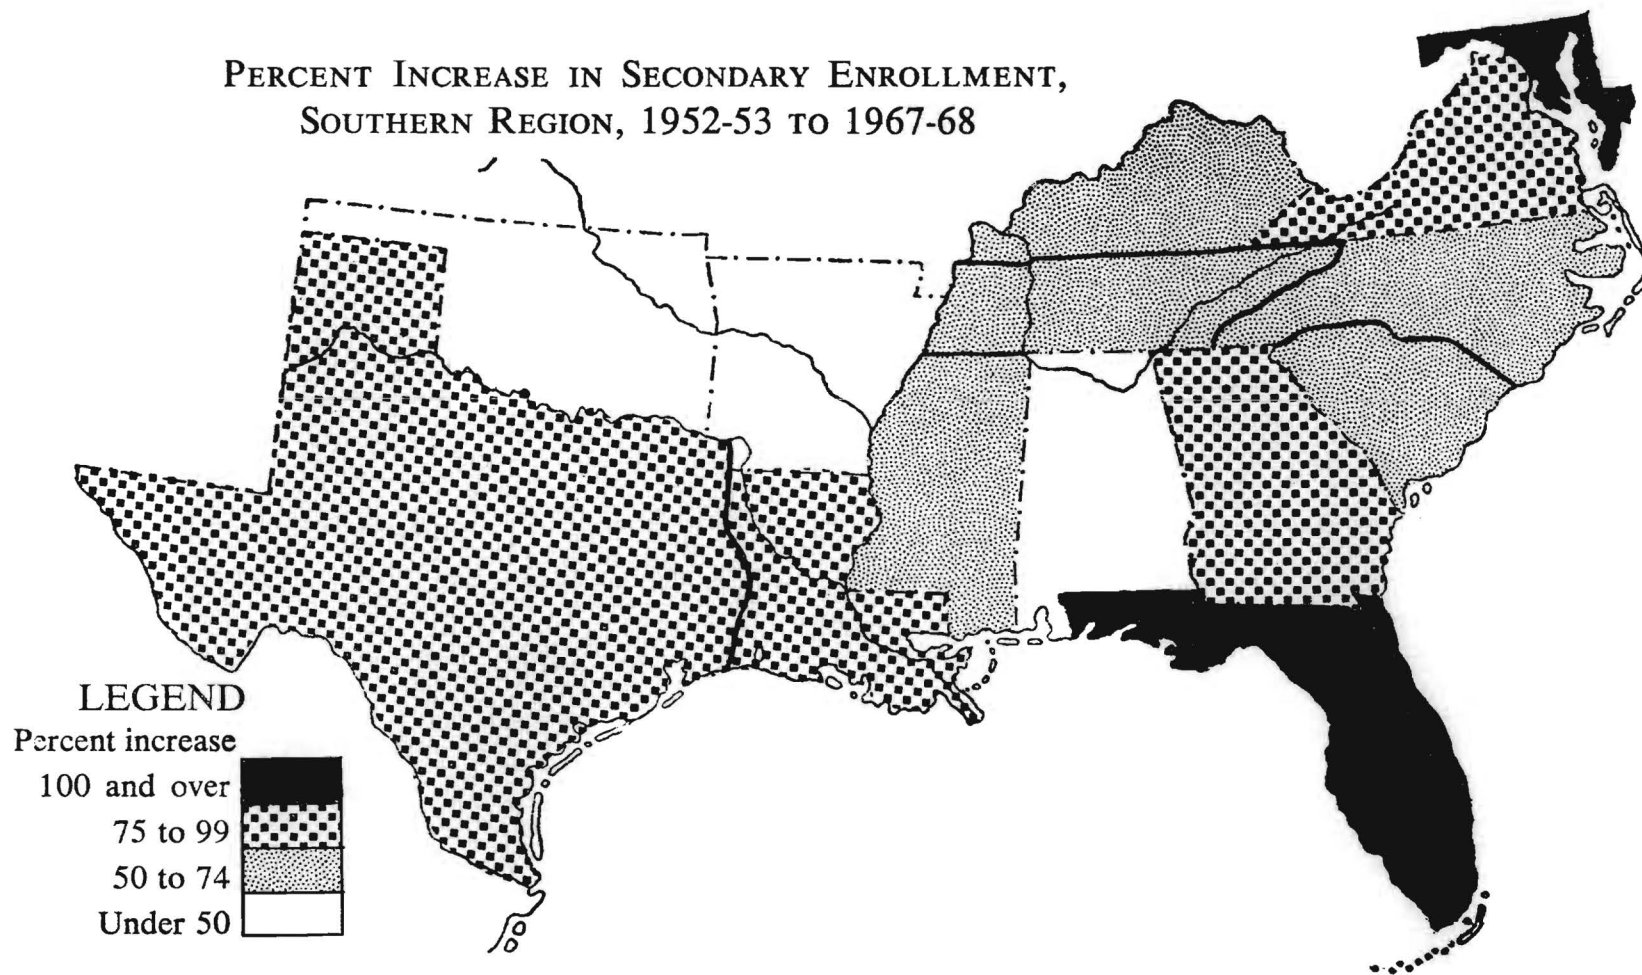 PERCENT INCREASE IN SECONDARY ENROLLMENT,
SOUTHERN REGION, 1952-53 TO 1967-68
LEGEND
Percent increase
100 and over
75 to 99
50 to 74
Under 50